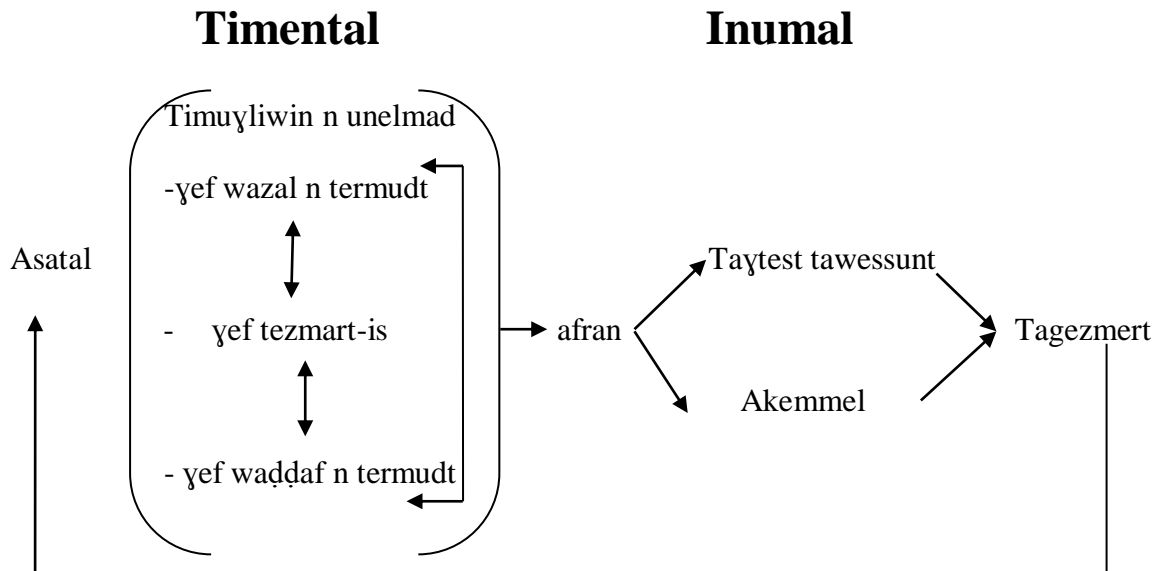 Timental
Inumal
Timuɣliwin n unelmad
-ɣef wazal n termudt
Asatal
Taɣtest tawessunt
- ɣef tezmart-is
afran
Tagezmert
Akemmel
- ɣef waḍḍaf n termudt